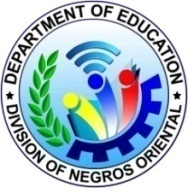 DEPARTMENT OF EDUCATION
DIVISION OF NEGROS ORIENTAL